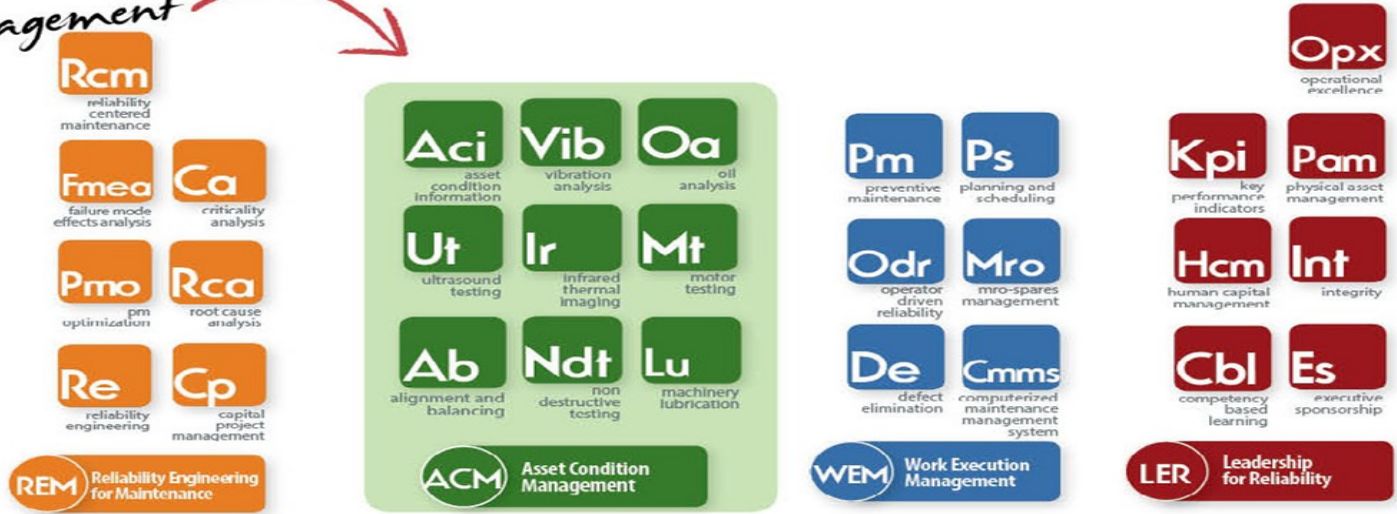 Rcm
reliability
centered
maintenance
Fmea
failure mode
effects analysis
Ca
criticality
analysis
Pmo
pm
optimization
Rca
root cause
analysis
Re
reliability
engineering
Cp
capital
project
management
REM
Reliability Engineering
for Maintenance
Aci
asset
condition
information
Vib
vibration
analysis
Oa
oil
analysis
Ut
ultrasound
testing
Ir
infrared
thermal
imaging
Mt
motor
testing
Ab
alignment and
balancing
Ndt
non
destructive
testing
Lu
machinery
lubrication
ACM
Asset Condition
Management
Pm
preventive
maintenance
Ps
planning and
scheduling
Odr
operator
driven
reliability
Mro
mro-spares
management
De
defect
elimination
Cmms
computerized
maintenance
management
system
WEM
Work Execution
Management
Opx
operational
excellence
Kpi
key
performance
indicators
Pam
physical asset
management
Hcm
human capital
management
Int
integrity
Cbl
competency
based
learning
Es
executive
sponsorship
LER
Leadership
for Reliability